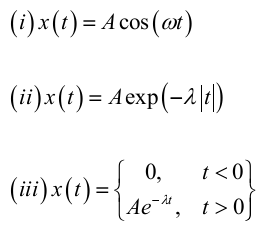 (i) x(t) = A cos(ωt)
(ii) x(t) = A exp(−λ|t|)
(iii) x(t) = { 0, t < 0
Ae^{−λt}, t > 0 }